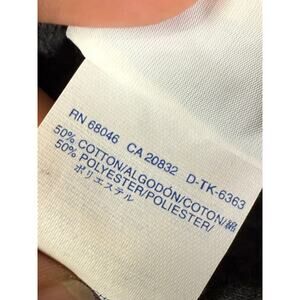 RN 68046 CA 20832 D-TK-6363
50% COTTON/ALGODÓN/COTON/綿
50% POLYESTER/POLIESTER/
ポリエステル